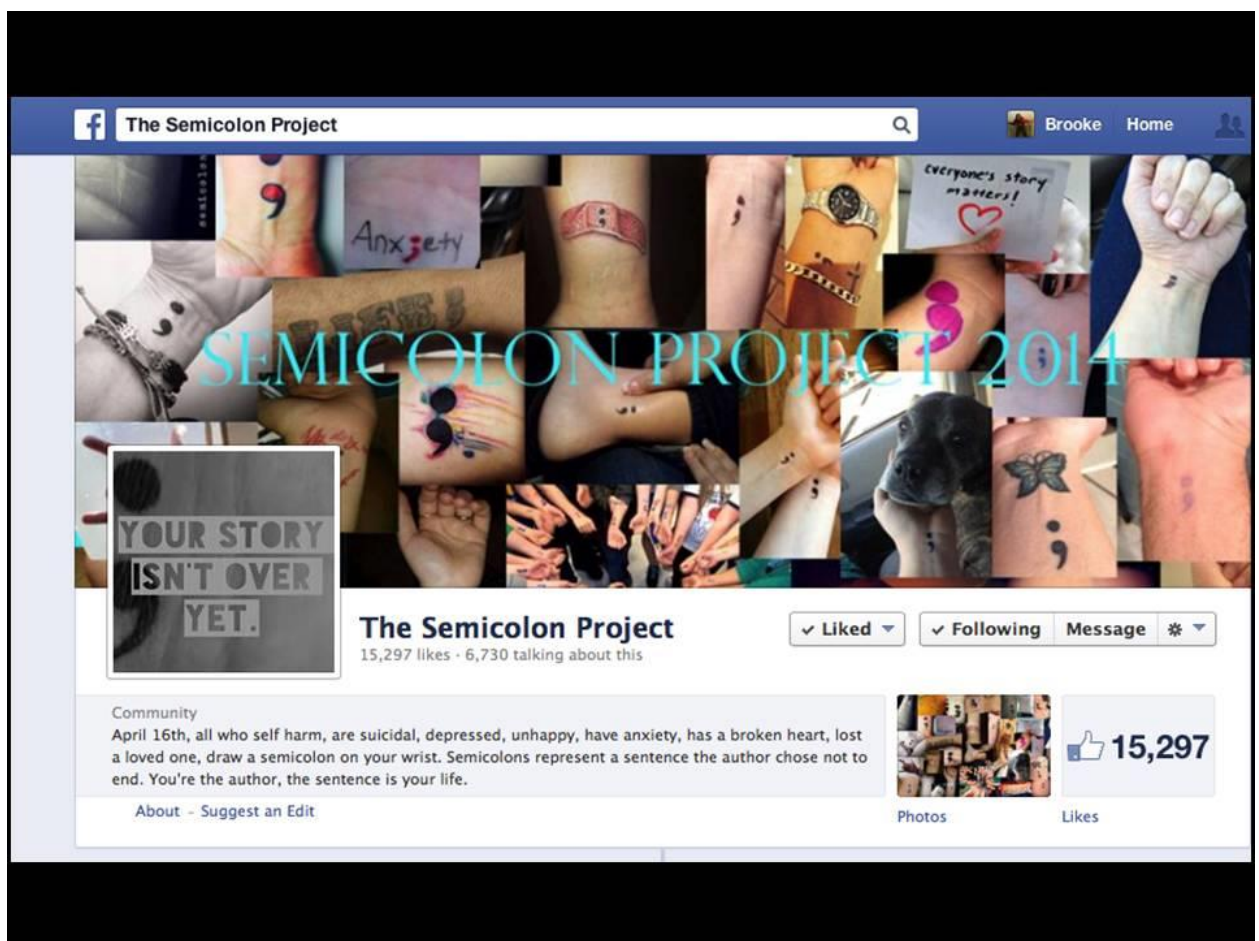 The Semicolon Project
Brooke Home
semicolon
Anx;ety
everyone's story
matters!
SEMICOLON PROJECT 2014
YOUR STORY
ISN'T OVER
YET.
The Semicolon Project
15,297 likes · 6,730 talking about this
✓ Liked
✓ Following Message
Community
April 16th, all who self harm, are suicidal, depressed, unhappy, have anxiety, has a broken heart, lost
a loved one, draw a semicolon on your wrist. Semicolons represent a sentence the author chose not to
end. You're the author, the sentence is your life.
15,297
About - Suggest an Edit
Photos
Likes